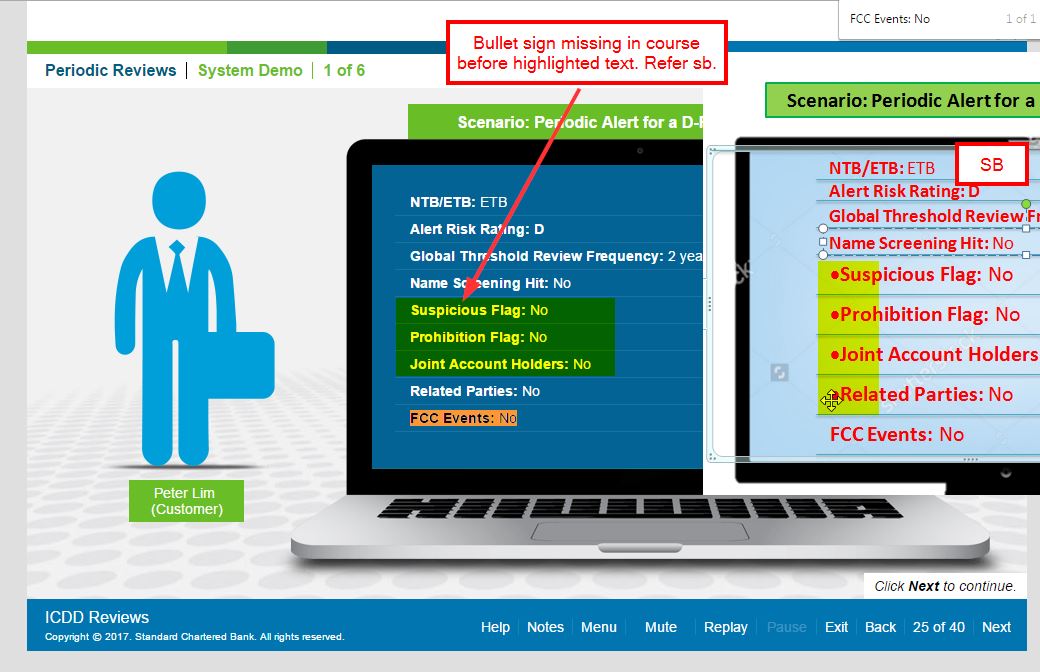 FCC Events: No
1 of 1
Bullet sign missing in course
before highlighted text. Refer sb.
Periodic Reviews | System Demo | 1 of 6
Scenario: Periodic Alert for a D-
NTB/ETB: ETB
Alert Risk Rating: D
Global Threshold Review Frequency: 2 yea
Name Screening Hit: No
Suspicious Flag: No
Prohibition Flag: No
Joint Account Holders: No
Related Parties: No
FCC Events: No
Scenario: Periodic Alert for a
SB
NTB/ETB: ETB
Alert Risk Rating: D
Global Threshold Review Fr
Name Screening Hit: No
•Suspicious Flag: No
•Prohibition Flag: No
•Joint Account Holders
•Related Parties: No
FCC Events: No
Peter Lim
(Customer)
Click Next to continue.
ICDD Reviews
Copyright © 2017. Standard Chartered Bank. All rights reserved.
Help Notes Menu Mute Replay Pause Exit Back 25 of 40 Next